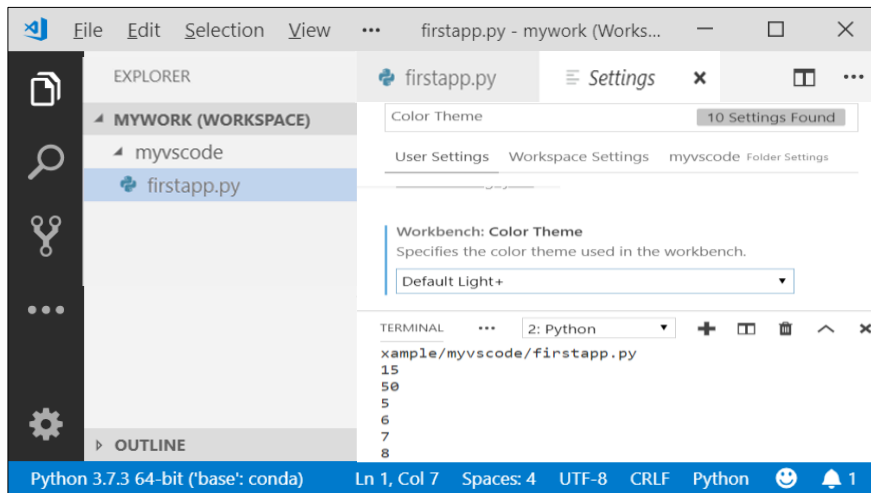 File Edit Selection View ••• firstapp.py - mywork (Works...
EXPLORER
MYWORK (WORKSPACE)
myvscode
firstapp.py
OUTLINE
firstapp.py Settings
Color Theme 10 Settings Found
User Settings Workspace Settings myvscode Folder Settings
Workbench: Color Theme
Specifies the color theme used in the workbench.
Default Light+
TERMINAL ••• 2: Python
xample/myvscode/firstapp.py
15
50
5
6
7
8
Python 3.7.3 64-bit ('base': conda) Ln 1, Col 7 Spaces: 4 UTF-8 CRLF Python 1